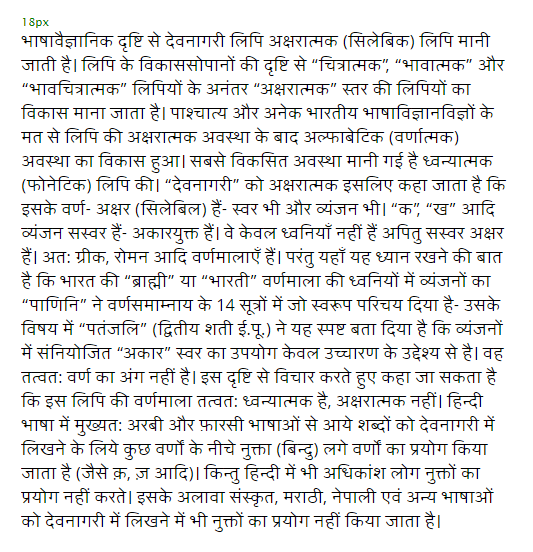 18px
भाषावैज्ञानिक दृष्टि से देवनागरी लिपि अक्षरात्मक (सिलेबिक) लिपि मानी
जाती है। लिपि के विकाससोपानों की दृष्टि से “चित्रात्मक”, “भावात्मक” और
“भावचित्रात्मक” लिपियों के अनंतर “अक्षरात्मक” स्तर की लिपियों का
विकास माना जाता है। पाश्चात्य और अनेक भारतीय भाषाविज्ञानविज्ञों के
मत से लिपि की अक्षरात्मक अवस्था के बाद अल्फाबेटिक (वर्णात्मक)
अवस्था का विकास हुआ। सबसे विकसित अवस्था मानी गई है ध्वन्यात्मक
(फोनेटिक) लिपि की। “देवनागरी” को अक्षरात्मक इसलिए कहा जाता है कि
इसके वर्ण- अक्षर (सिलेबिल) हैं- स्वर भी और व्यंजन भी। “क”, “ख” आदि
व्यंजन सस्वर हैं- अकारयुक्त हैं। वे केवल ध्वनियाँ नहीं हैं अपितु सस्वर अक्षर
हैं। अत: ग्रीक, रोमन आदि वर्णमालाएँ हैं। परंतु यहाँ यह ध्यान रखने की बात
है कि भारत की “ब्राह्मी” या “भारती” वर्णमाला की ध्वनियों में व्यंजनों का
“पाणिनि” ने वर्णसमाम्नाय के 14 सूत्रों में जो स्वरूप परिचय दिया है- उसके
विषय में “पतंजलि” (द्वितीय शती ई.पू.) ने यह स्पष्ट बता दिया है कि व्यंजनों
में संनियोजित “अकार” स्वर का उपयोग केवल उच्चारण के उद्देश्य से है। वह
तत्वत: वर्ण का अंग नहीं है। इस दृष्टि से विचार करते हुए कहा जा सकता है
कि इस लिपि की वर्णमाला तत्वत: ध्वन्यात्मक है, अक्षरात्मक नहीं। हिन्दी
भाषा में मुख्यत: अरबी और फ़ारसी भाषाओं से आये शब्दों को देवनागरी में
लिखने के लिये कुछ वर्णों के नीचे नुक्ता (बिन्दु) लगे वर्णों का प्रयोग किया
जाता है (जैसे क़, ज़ आदि)। किन्तु हिन्दी में भी अधिकांश लोग नुक्तों का
प्रयोग नहीं करते। इसके अलावा संस्कृत, मराठी, नेपाली एवं अन्य भाषाओं
को देवनागरी में लिखने में भी नुक्तों का प्रयोग नहीं किया जाता है।